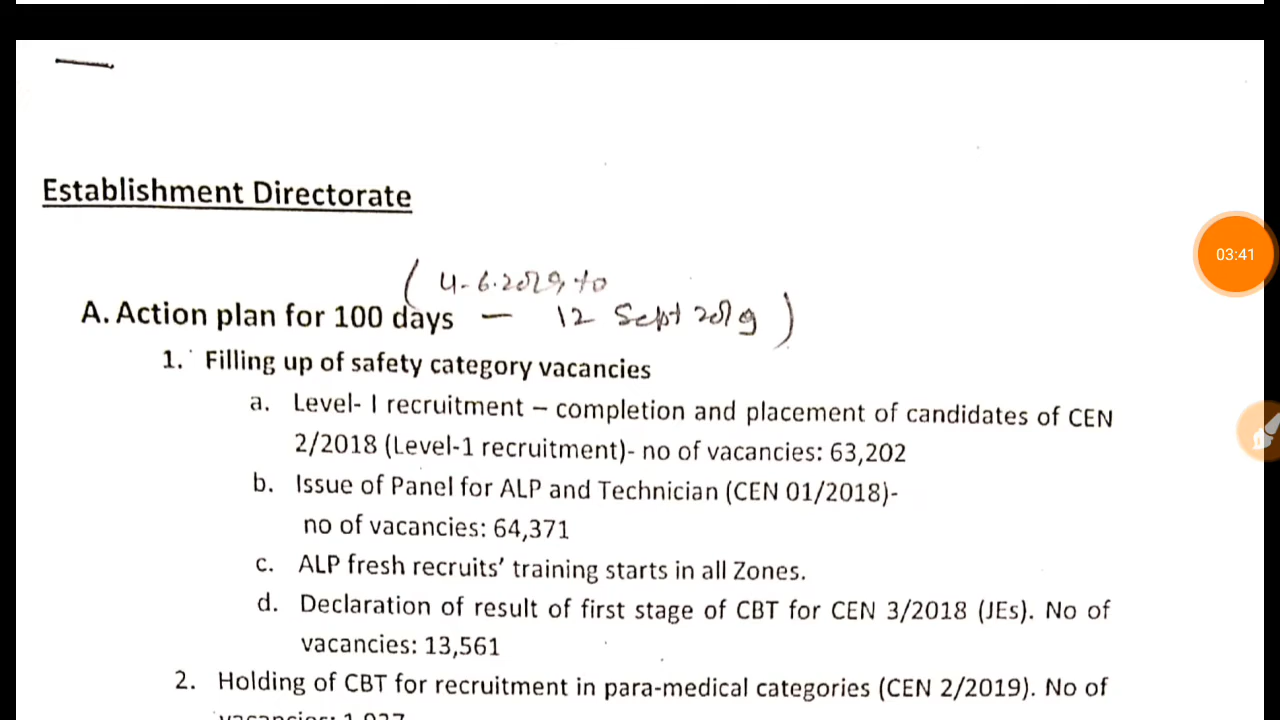 Establishment Directorate
( 4-6.2019 to
A. Action plan for 100 days — 12 Sept 2019 )
1. Filling up of safety category vacancies
a. Level- I recruitment – completion and placement of candidates of CEN
2/2018 (Level-1 recruitment)- no of vacancies: 63,202
b. Issue of Panel for ALP and Technician (CEN 01/2018)-
no of vacancies: 64,371
c. ALP fresh recruits’ training starts in all Zones.
d. Declaration of result of first stage of CBT for CEN 3/2018 (JEs). No of
vacancies: 13,561
2. Holding of CBT for recruitment in para-medical categories (CEN 2/2019). No of
vacancies: 1,937
03:41